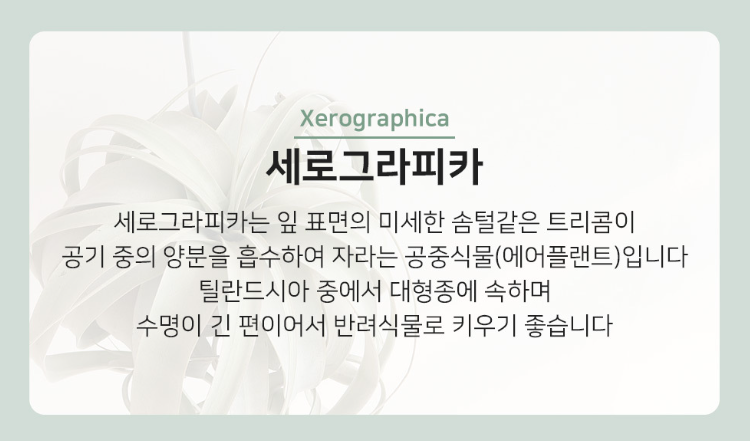 Xerographica
세로그라피카
세로그라피카는 잎 표면의 미세한 솜털같은 트리콤이
공기 중의 양분을 흡수하여 자라는 공중식물(에어플랜트)입니다
틸란드시아 중에서 대형종에 속하며
수명이 긴 편이어서 반려식물로 키우기 좋습니다